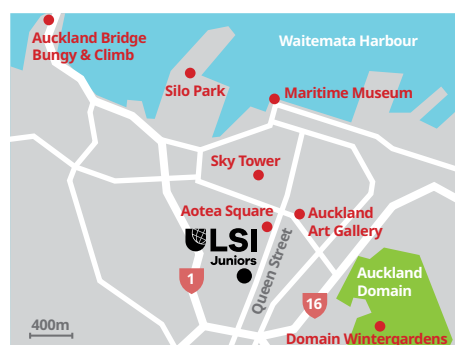 Auckland Bridge
Bungy & Climb
Waitemata Harbour
Silo Park
Maritime Museum
Sky Tower
Aotea Square
Auckland
Art Gallery
LSI
Juniors
Queen Street
1
16
Auckland
Domain
400m
Domain Wintergardens